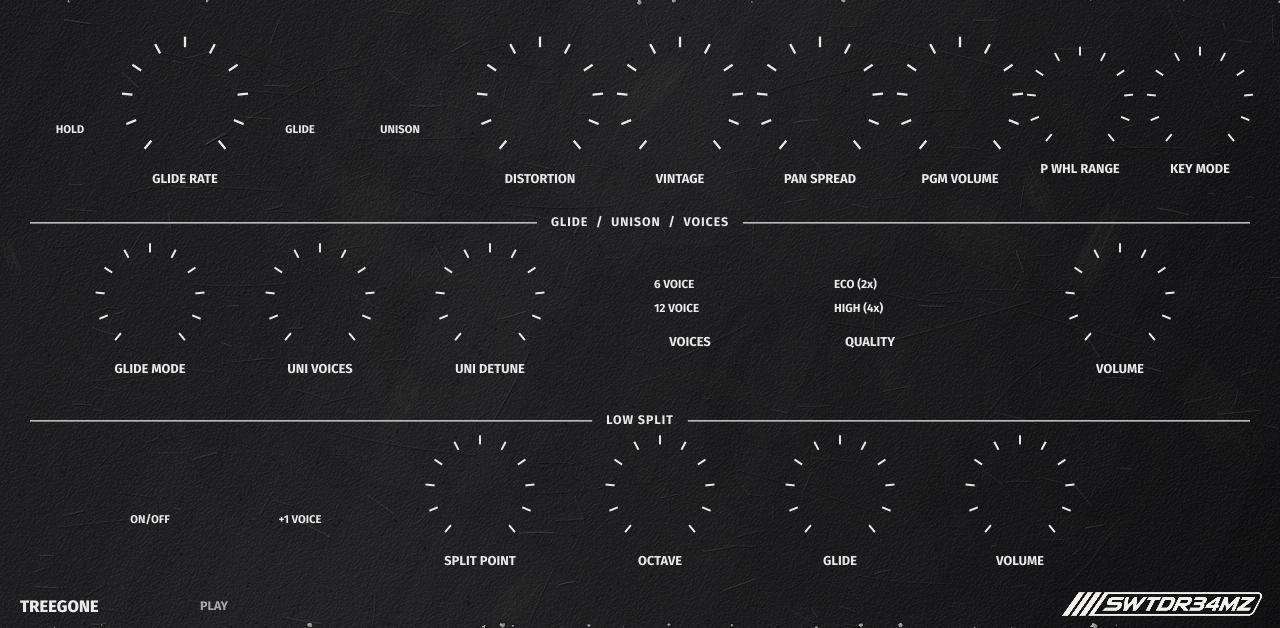 HOLD
GLIDE
UNISON
GLIDE RATE
DISTORTION
VINTAGE
PAN SPREAD
PGM VOLUME
P WHL RANGE
KEY MODE
GLIDE / UNISON / VOICES
6 VOICE
12 VOICE
VOICES
ECO (2x)
HIGH (4x)
QUALITY
GLIDE MODE
UNI VOICES
UNI DETUNE
VOLUME
LOW SPLIT
ON/OFF
+1 VOICE
SPLIT POINT
OCTAVE
GLIDE
VOLUME
TREEGONE
PLAY
SWTDR34MZ